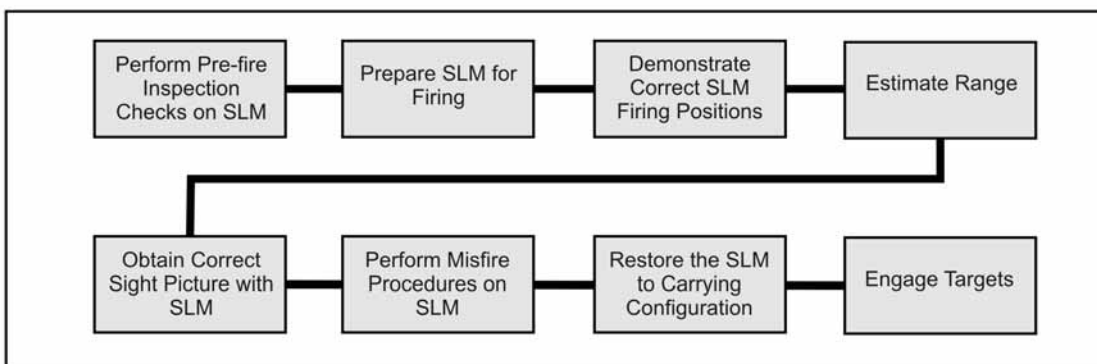 Perform Pre-fire
Inspection
Checks on SLM
Prepare SLM for
Firing
Demonstrate
Correct SLM
Firing Positions
Estimate Range
Obtain Correct
Sight Picture with
SLM
Perform Misfire
Procedures on
SLM
Restore the SLM
to Carrying
Configuration
Engage Targets